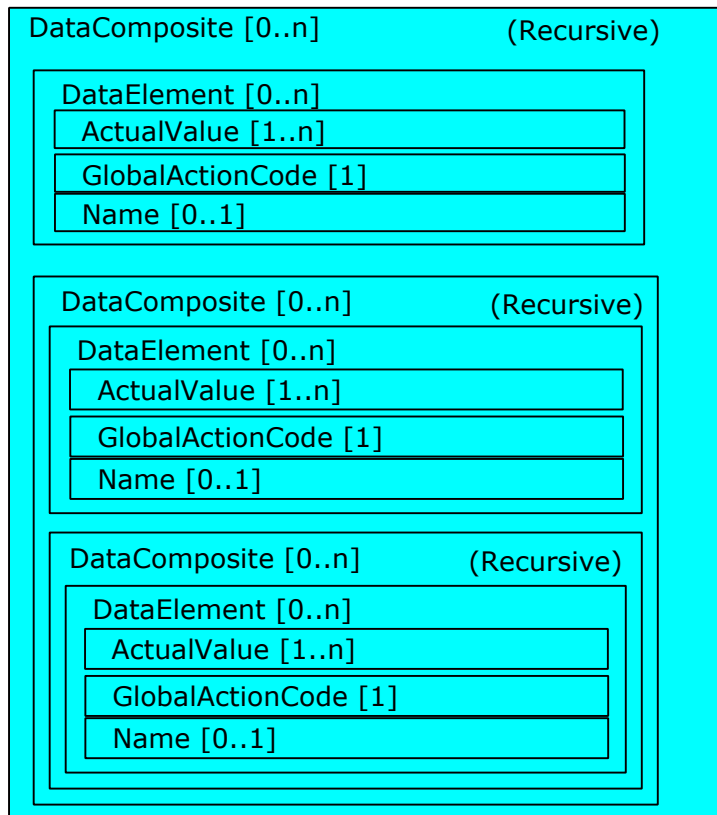 DataComposite [0..n] (Recursive)
DataElement [0..n]
ActualValue [1..n]
GlobalActionCode [1]
Name [0..1]
DataComposite [0..n] (Recursive)
DataElement [0..n]
ActualValue [1..n]
GlobalActionCode [1]
Name [0..1]
DataComposite [0..n] (Recursive)
DataElement [0..n]
ActualValue [1..n]
GlobalActionCode [1]
Name [0..1]